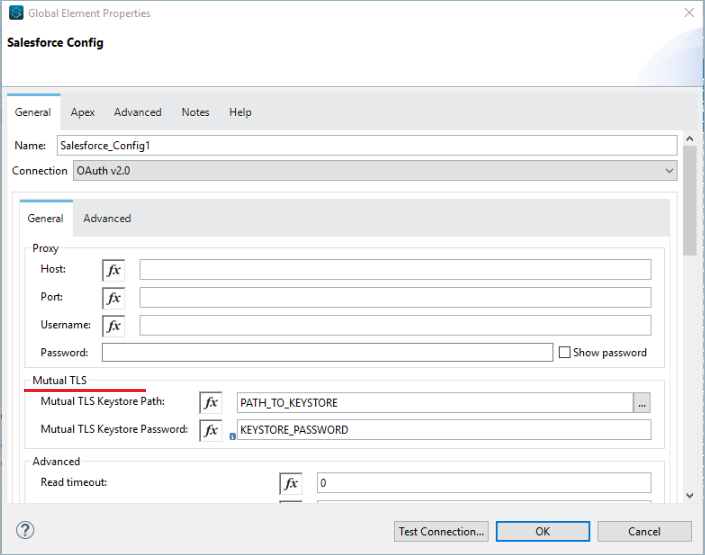 Global Element Properties
Salesforce Config
General Apex Advanced Notes Help
Name: Salesforce_Config1
Connection OAuth v2.0
General Advanced
Proxy
Host: fx
Port: fx
Username: fx
Password: Show password
Mutual TLS
Mutual TLS Keystore Path: fx PATH_TO_KEYSTORE ...
Mutual TLS Keystore Password: fx KEYSTORE_PASSWORD
Advanced
Read timeout: fx 0
? Test Connection... OK Cancel